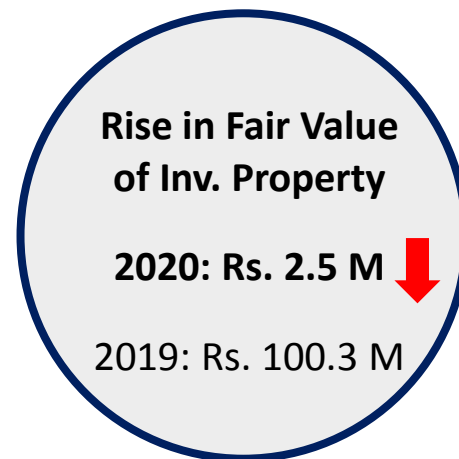 Rise in Fair Value
of Inv. Property
2020: Rs. 2.5 M
2019: Rs. 100.3 M